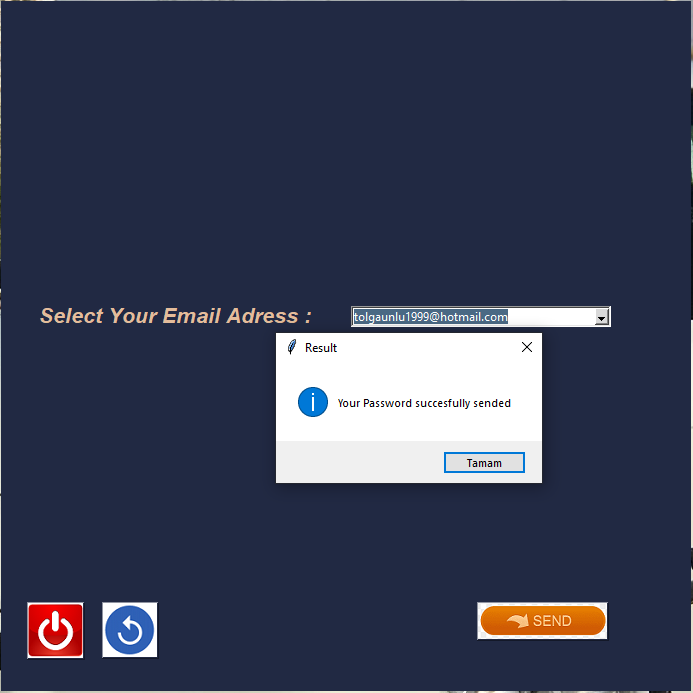 Select Your Email Adress :
tolgaunlu1999@hotmail.com
Result
Your Password succesfully sended
Tamam
SEND